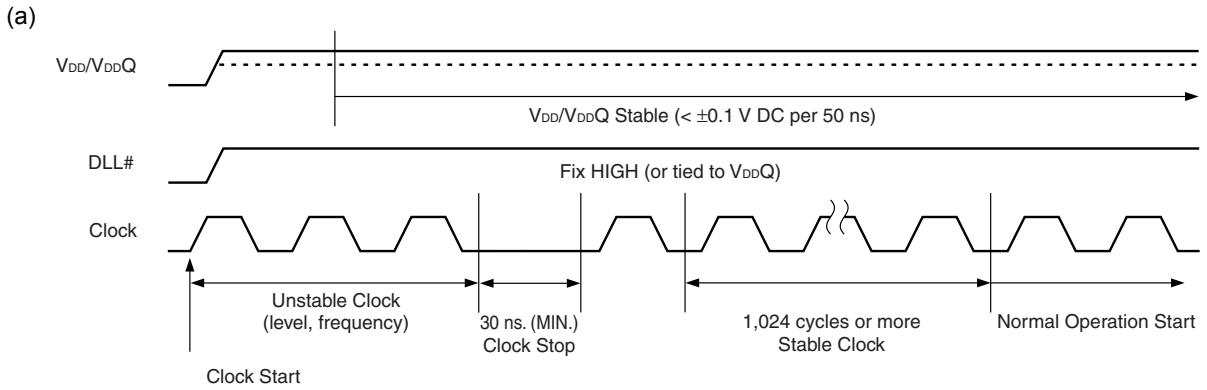 (a)
VDD/VDDQ
VDD/VDDQ Stable (< ±0.1 V DC per 50 ns)
DLL#
Fix HIGH (or tied to VDDQ)
Clock
Unstable Clock
(level, frequency)
30 ns. (MIN.)
Clock Stop
1,024 cycles or more
Stable Clock
Normal Operation Start
Clock Start